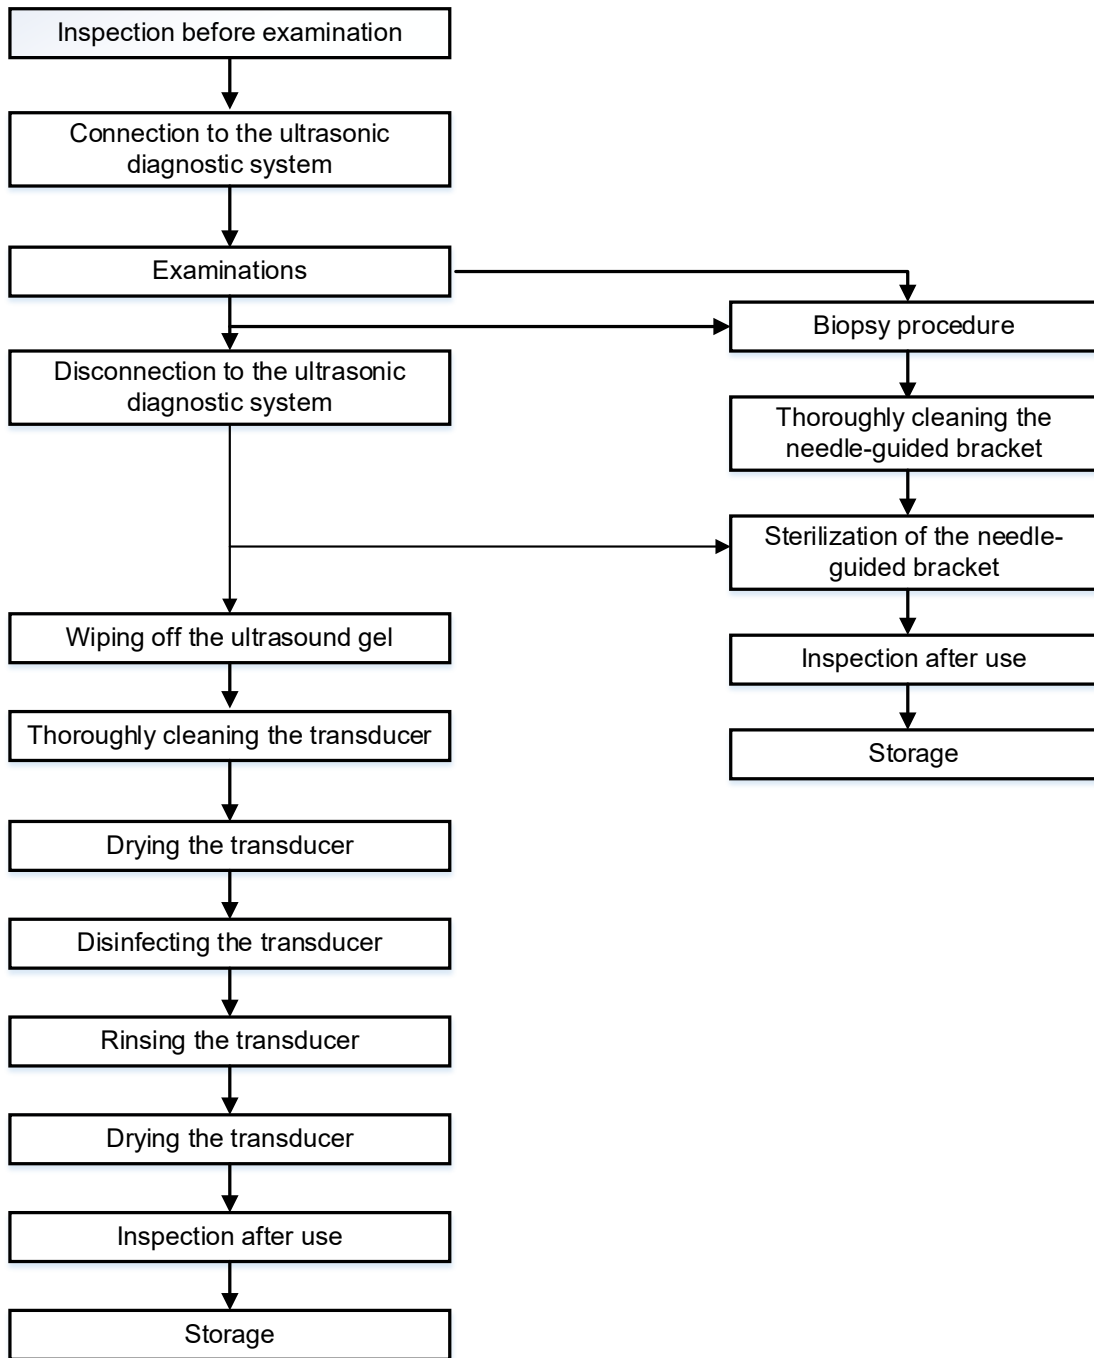 Inspection before examination
Connection to the ultrasonic
diagnostic system
Examinations
Disconnection to the ultrasonic
diagnostic system
Wiping off the ultrasound gel
Thoroughly cleaning the transducer
Drying the transducer
Disinfecting the transducer
Rinsing the transducer
Drying the transducer
Inspection after use
Storage
Biopsy procedure
Thoroughly cleaning the
needle-guided bracket
Sterilization of the needle-
guided bracket
Inspection after use
Storage